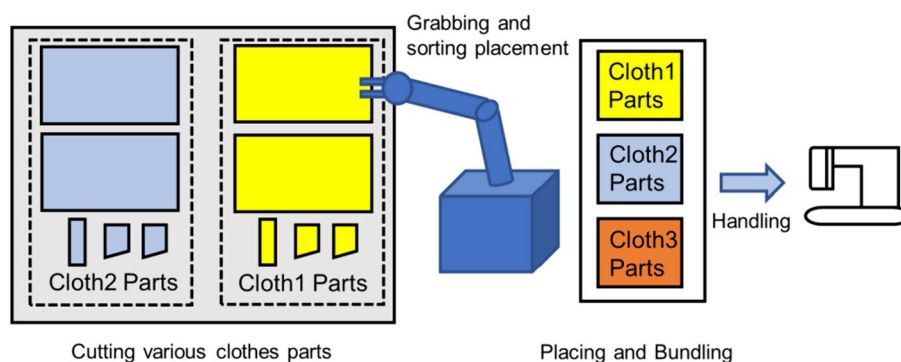 Grabbing and
sorting placement
Cloth2 Parts
Cloth1 Parts
Cloth1
Parts
Cloth2
Parts
Cloth3
Parts
Handling
Cutting various clothes parts
Placing and Bundling